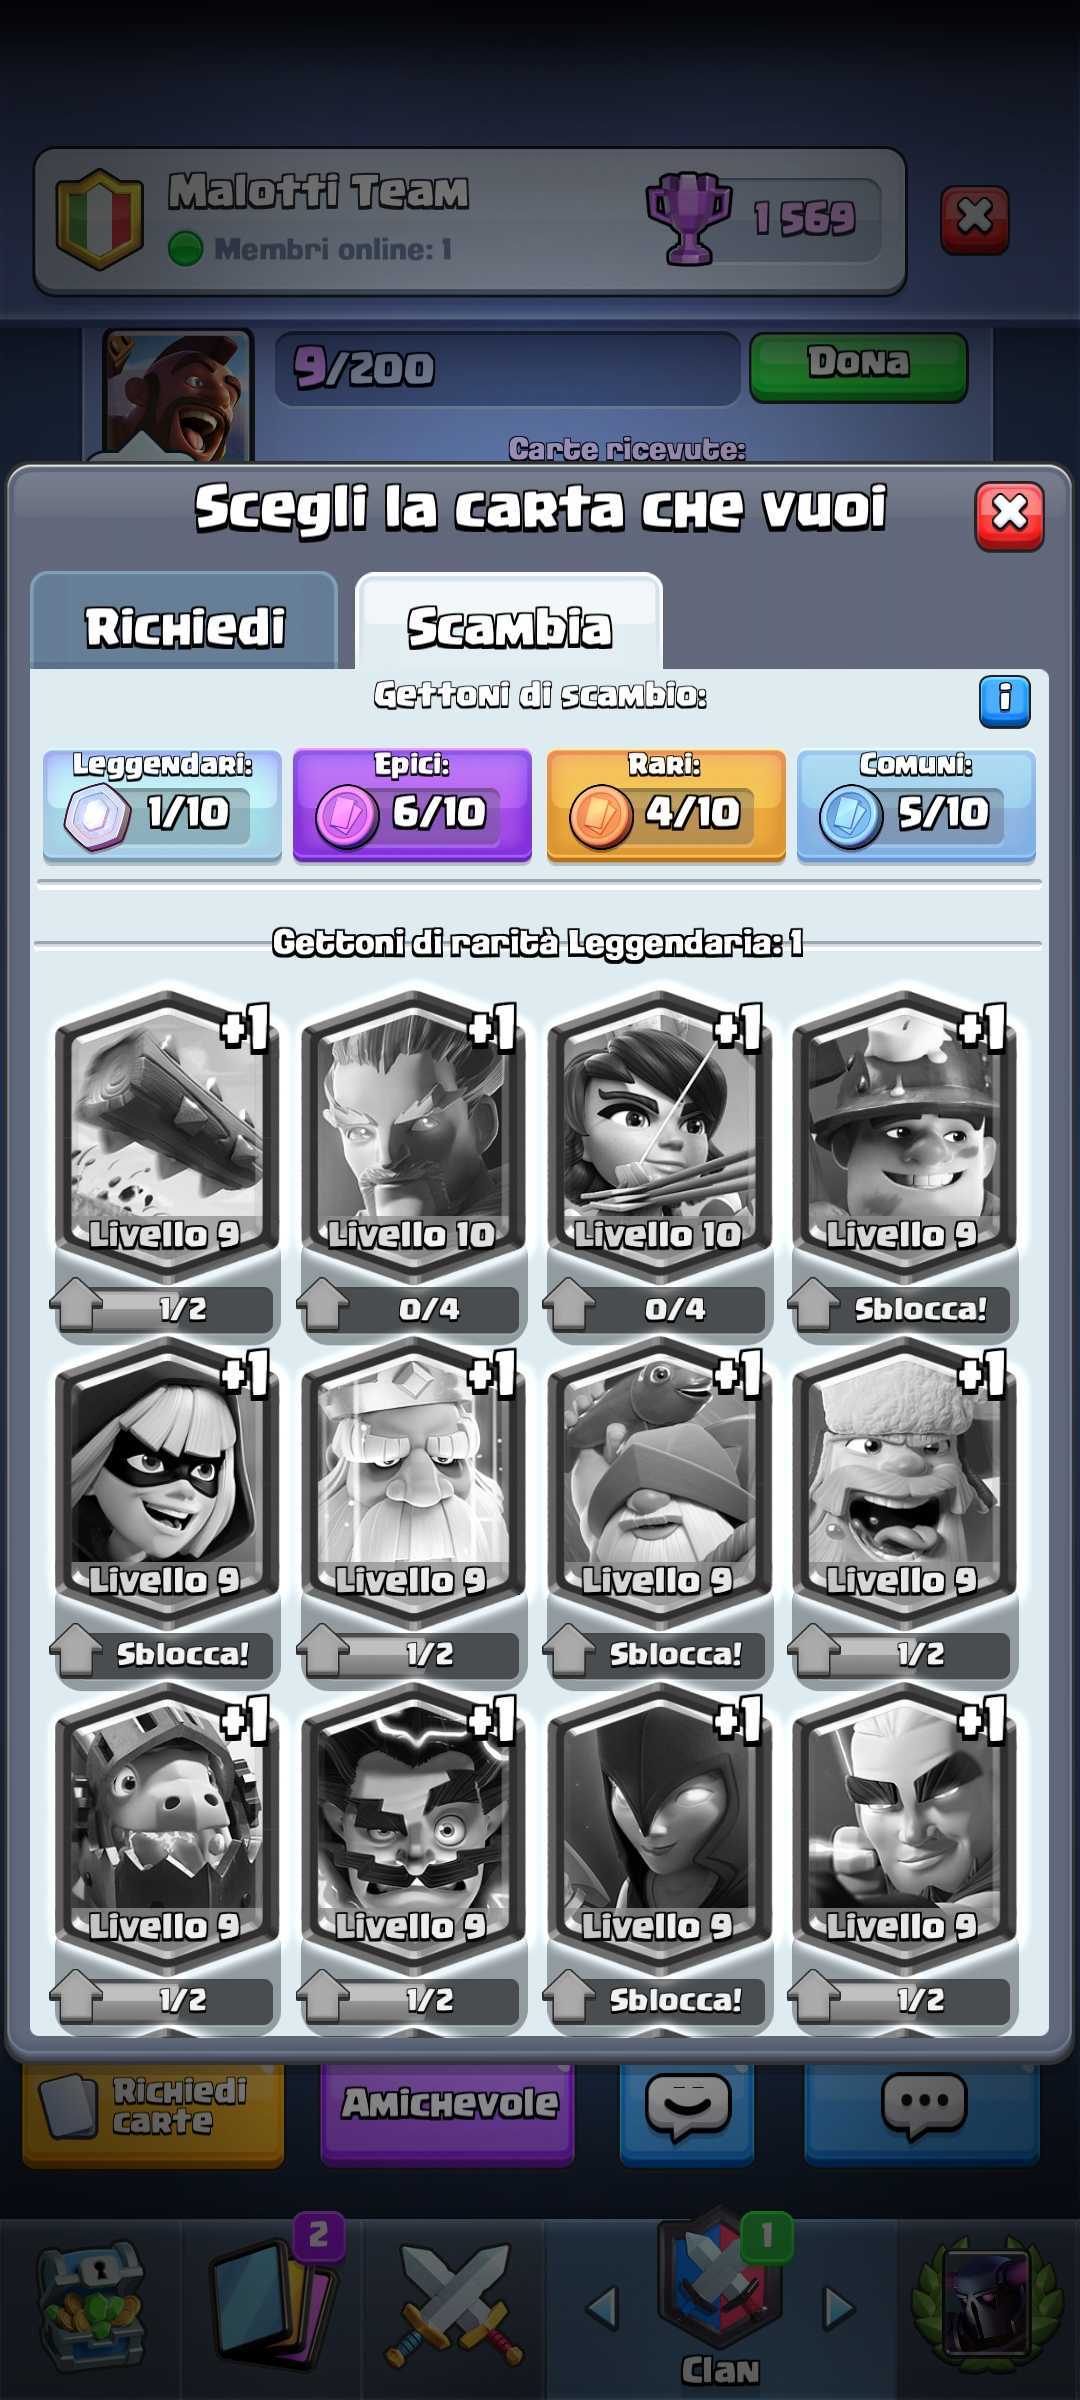 Malotti Team
1 569
Membri online: 1
9/200
Dona
Carte ricevute:
Scegli la carta che vuoi
Richiedi
Scambia
Gettoni di scambio:
i
Leggendari:
Epici:
Rari:
Comuni:
1/10
6/10
4/10
5/10
Gettoni di rarità Leggendaria: 1
+1
+1
+1
+1
Livello 9
Livello 10
Livello 10
Livello 9
1/2
0/4
0/4
Sblocca!
+1
+1
+1
+1
Livello 9
Livello 9
Livello 9
Livello 9
Sblocca!
1/2
Sblocca!
1/2
+1
+1
+1
+1
Livello 9
Livello 9
Livello 9
Livello 9
1/2
1/2
Sblocca!
1/2
Richiedi
carte
Amichevole
2
1
Clan